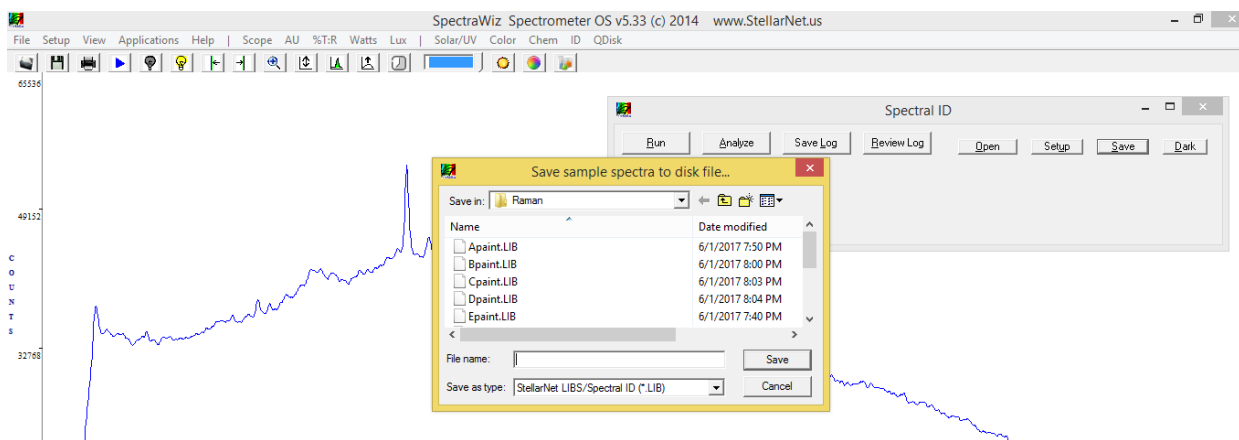 SpectraWiz Spectrometer OS v5.33 (c) 2014 www.StellarNet.us
File Setup View Applications Help | Scope AU %T:R Watts Lux | Solar/UV Color Chem ID QDisk
65536
49152
COUNTS
32768
Spectral ID
Run Analyze Save Log Review Log Open Setup Save Dark
Save sample spectra to disk file...
Save in: Raman
Name Date modified
Apaint.LIB 6/1/2017 7:50 PM
Bpaint.LIB 6/1/2017 8:00 PM
Cpaint.LIB 6/1/2017 8:03 PM
Dpaint.LIB 6/1/2017 8:04 PM
Epaint.LIB 6/1/2017 7:40 PM
File name: Save
Save as type: StellarNet LIBS/Spectral ID (*.LIB) Cancel